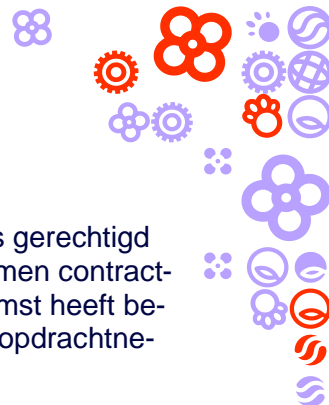 s gerechtigd
men contract-
mst heeft be-
opdrachtne-